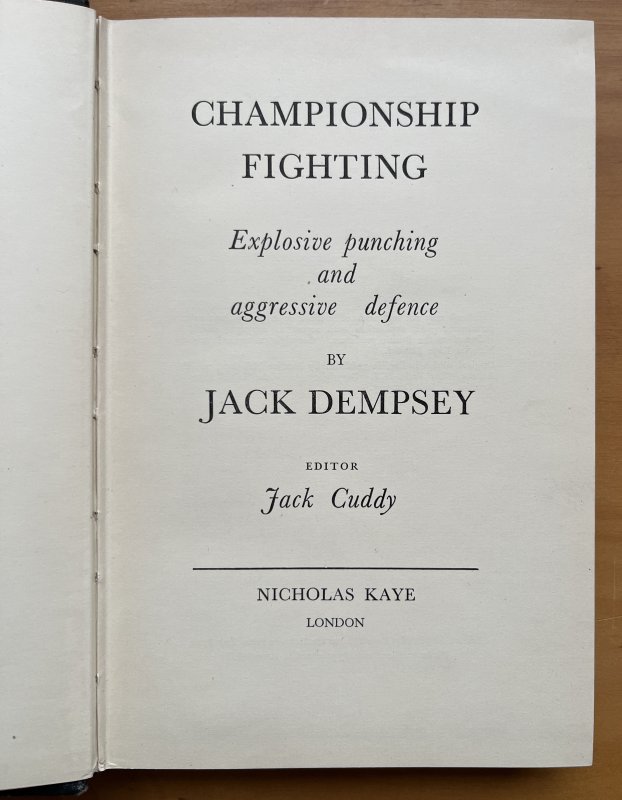 CHAMPIONSHIP
FIGHTING
Explosive punching
and
aggressive defence
BY
JACK DEMPSEY
EDITOR
Jack Cuddy
NICHOLAS KAYE
LONDON